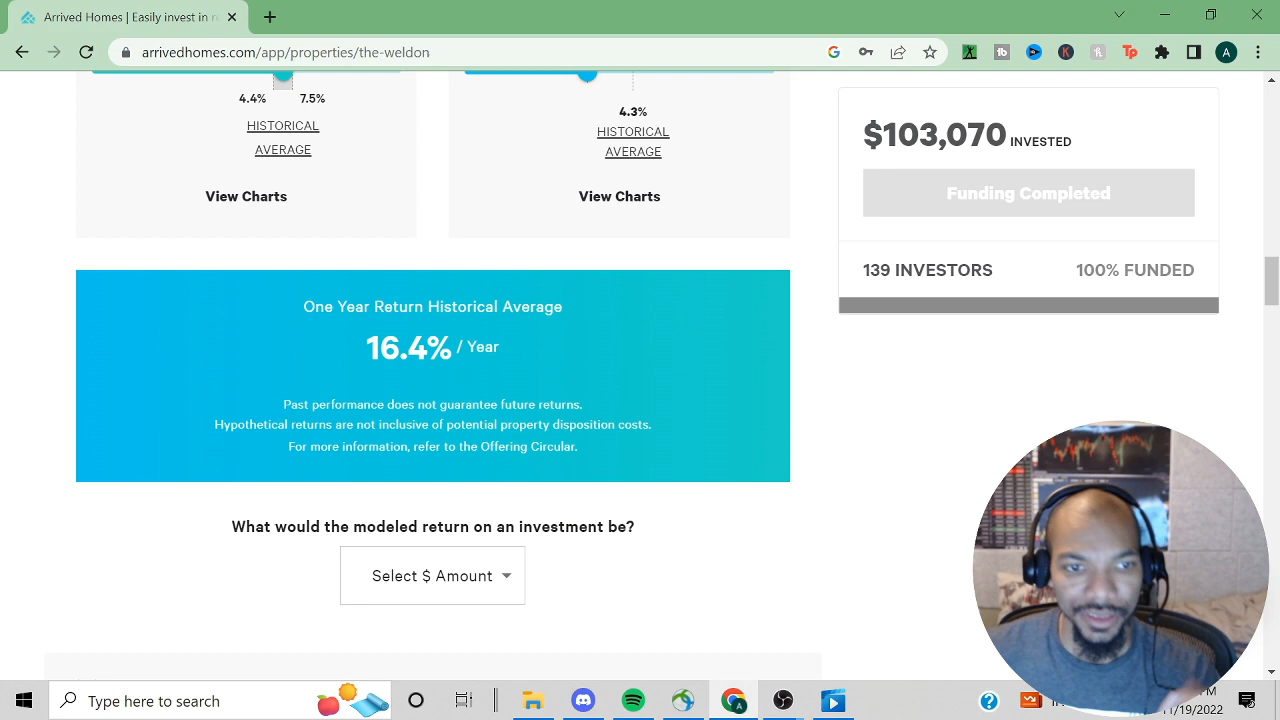 Arrived Homes | Easily invest in r
arrivedhomes.com/app/properties/the-weldon
A
4.4%
7.5%
HISTORICAL
AVERAGE
View Charts
4.3%
HISTORICAL
AVERAGE
View Charts
$103,070 INVESTED
Funding Completed
139 INVESTORS
100% FUNDED
One Year Return Historical Average
16.4% / Year
Past performance does not guarantee future returns.
Hypothetical returns are not inclusive of potential property disposition costs.
For more information, refer to the Offering Circular.
What would the modeled return on an investment be?
Select $ Amount
Type here to search
11/19/2022